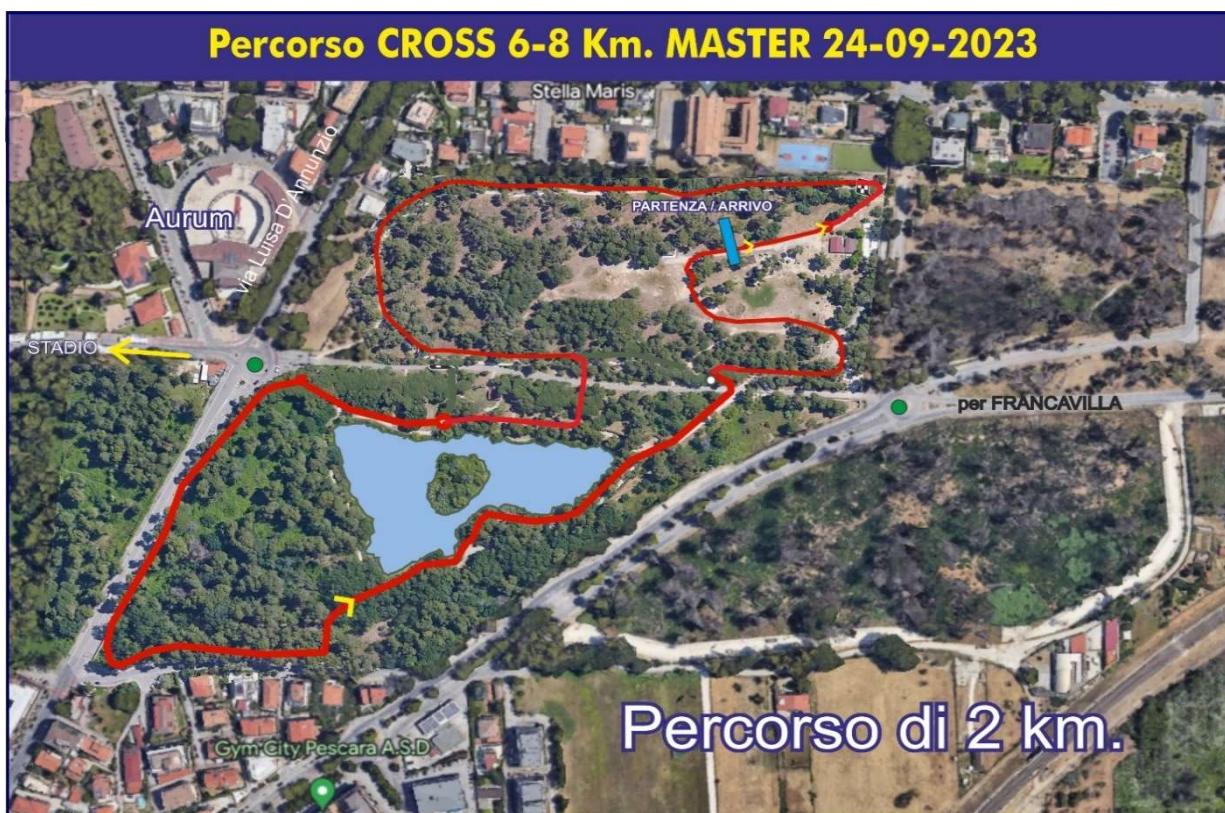 Percorso CROSS 6-8 Km. MASTER 24-09-2023
Stella Maris
via Luisa D'Annunzio
Aurum
PARTENZA / ARRIVO
STADIO
per FRANCAVILLA
Percorso di 2 km.
Gym City Pescara A.S.D